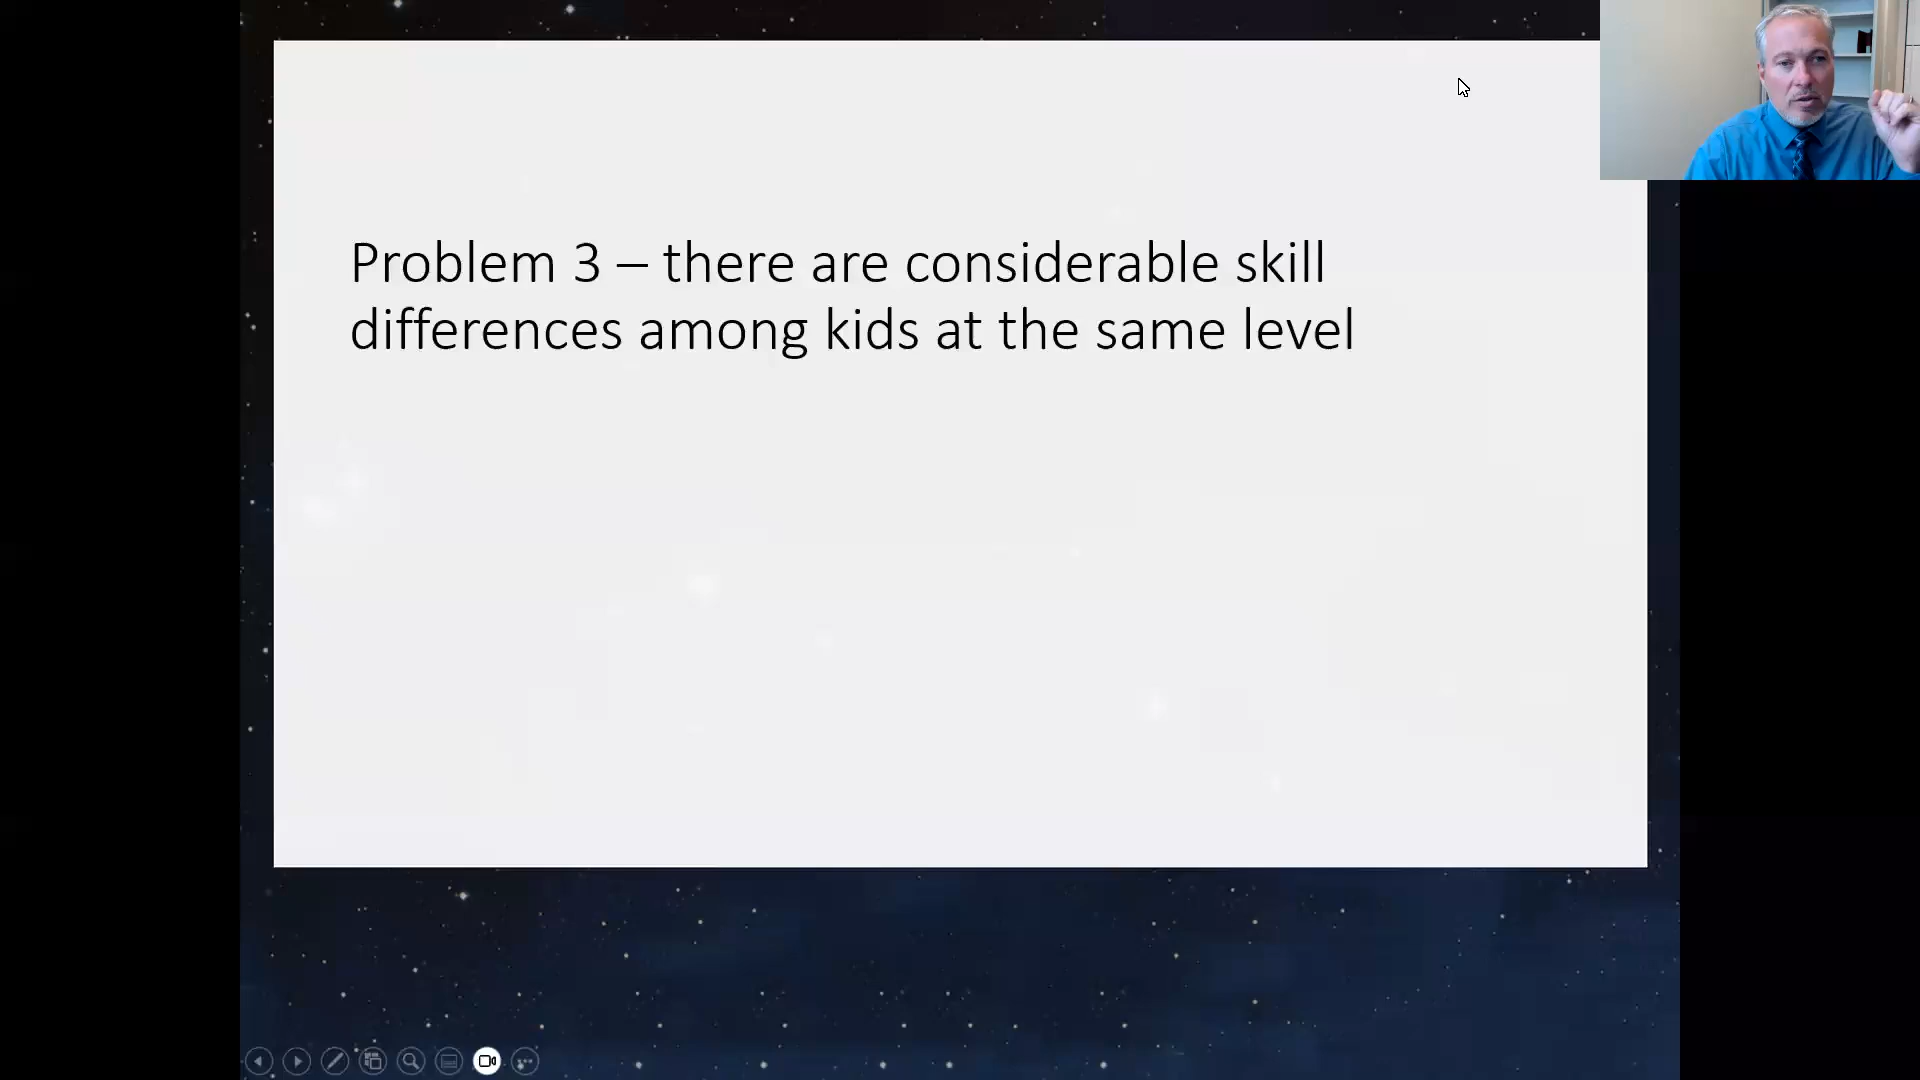 Problem 3 – there are considerable skill
differences among kids at the same level